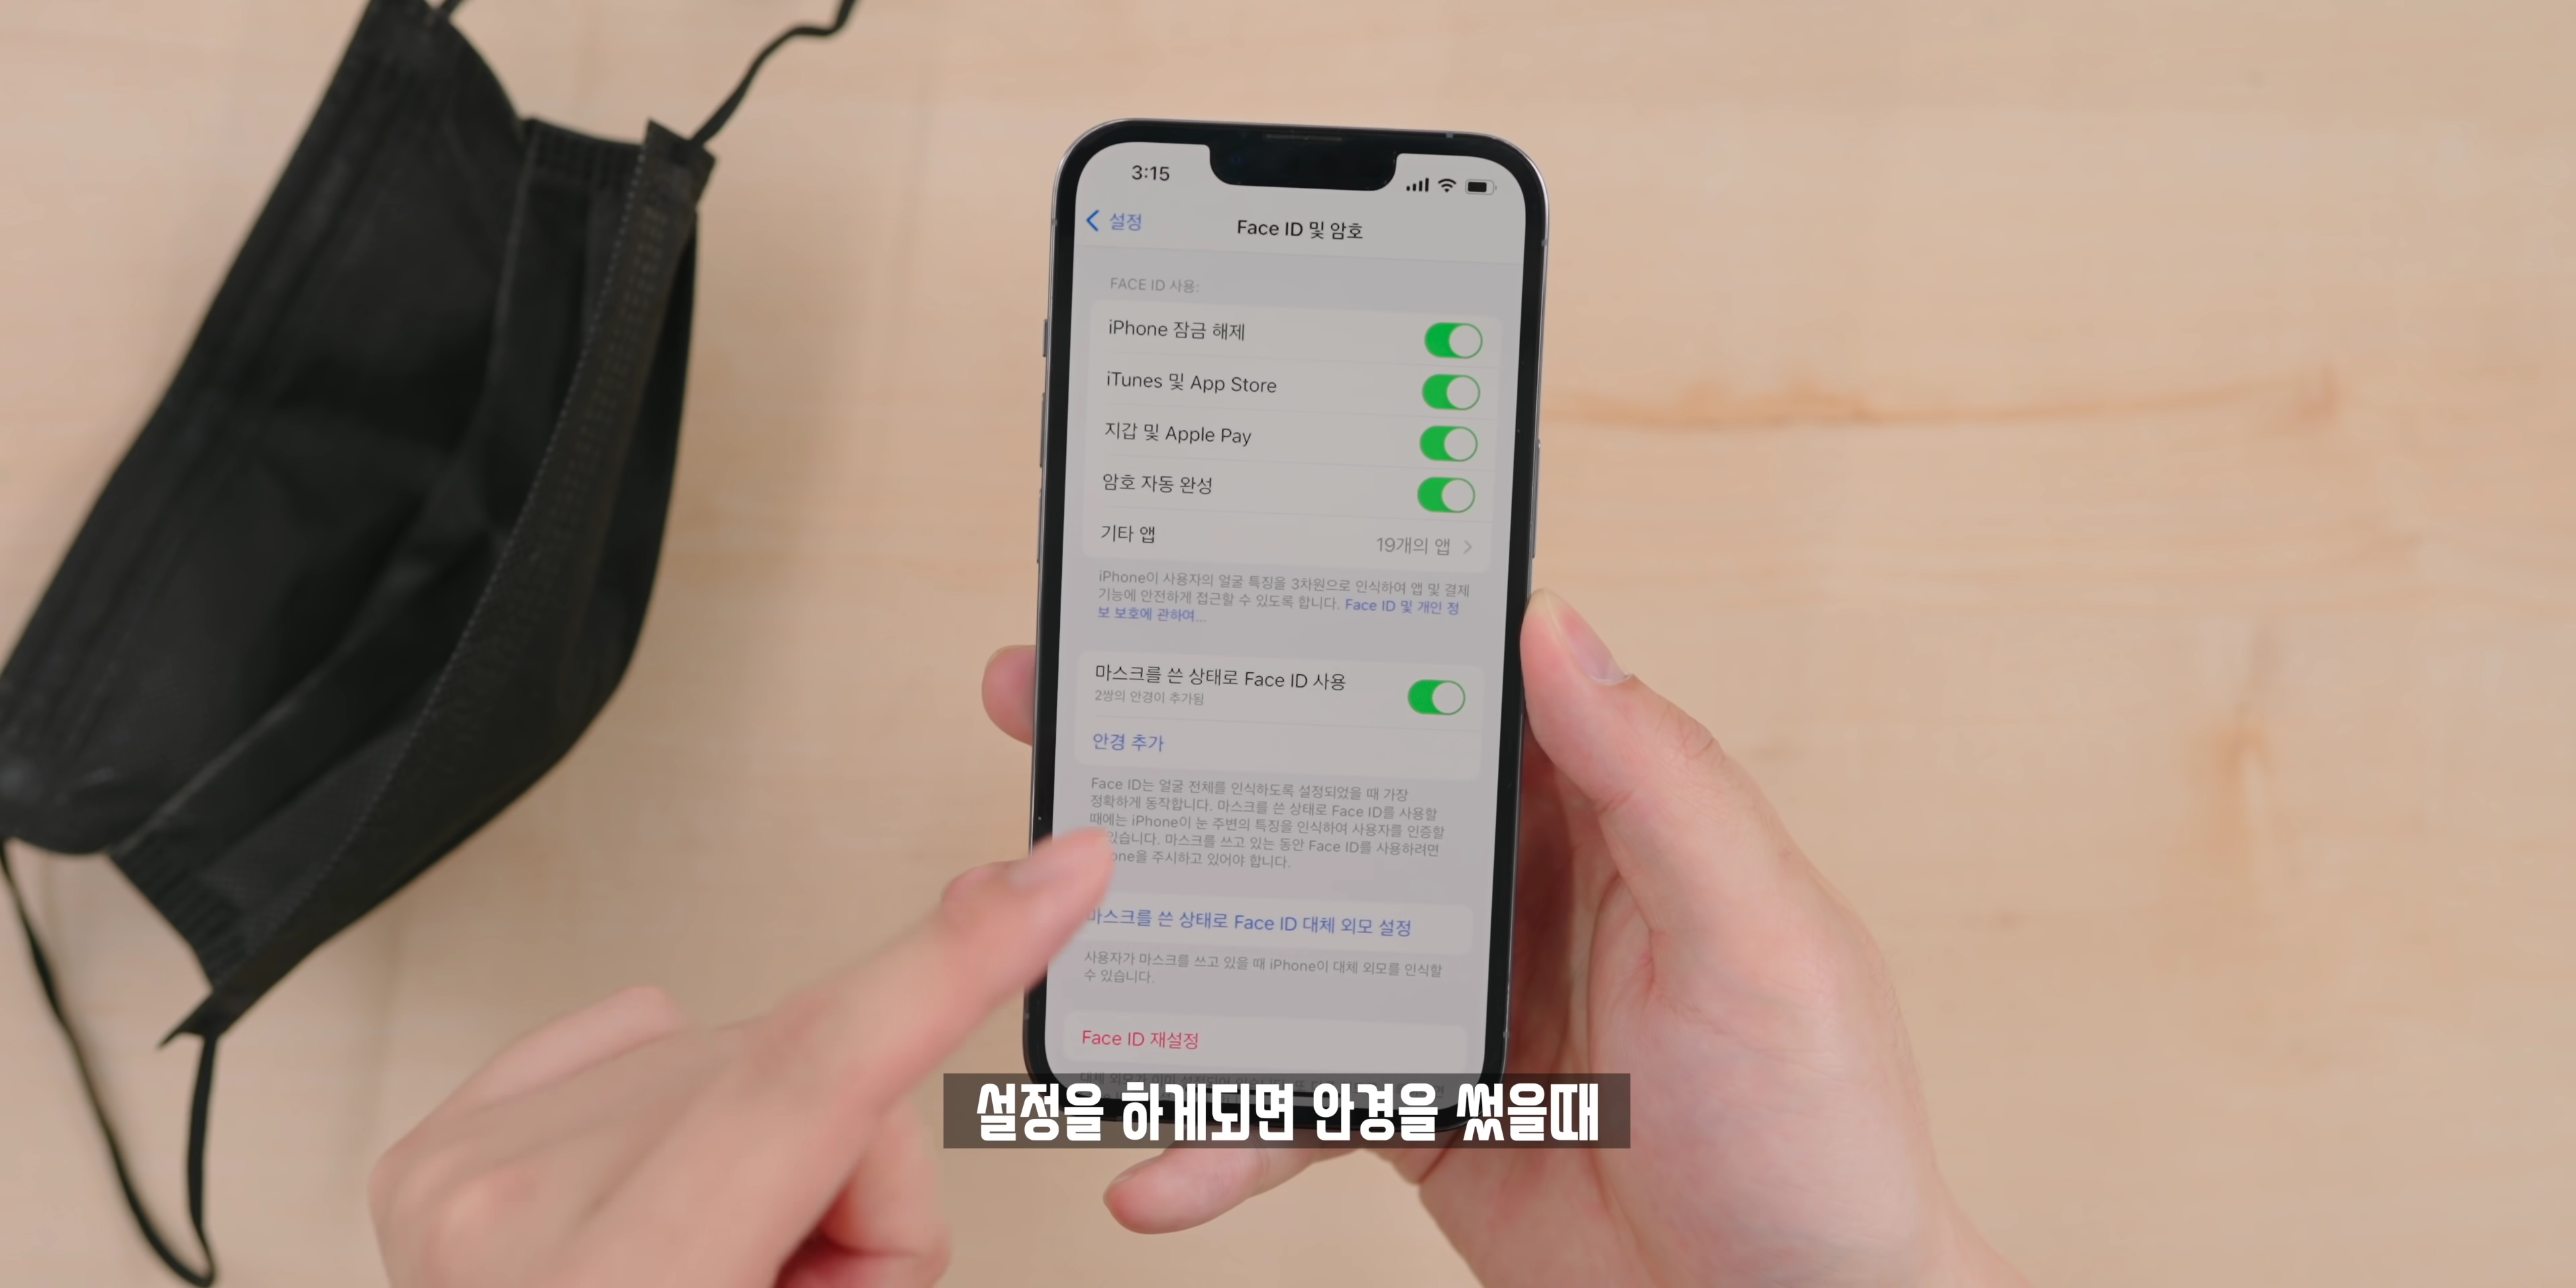 3:15
설정
Face ID 및 암호
FACE ID 사용:
iPhone 잠금 해제
iTunes 및 App Store
지갑 및 Apple Pay
암호 자동 완성
기타 앱 19개의 앱
iPhone이 사용자의 얼굴 특징을 3차원으로 인식하여 앱 및 결제
기능에 안전하게 접근할 수 있도록 합니다. Face ID 및 개인 정
보 보호에 관하여...
마스크를 쓴 상태로 Face ID 사용
2쌍의 안경이 추가됨
안경 추가
Face ID는 얼굴 전체를 인식하도록 설정되었을 때 가장
정확하게 동작합니다. 마스크를 쓴 상태로 Face ID를 사용할
때에는 iPhone이 눈 주변의 특징을 인식하여 사용자를 인증할
있습니다. 마스크를 쓰고 있는 동안 Face ID를 사용하려면
one을 주시하고 있어야 합니다.
마스크를 쓴 상태로 Face ID 대체 외모 설정
사용자가 마스크를 쓰고 있을 때 iPhone이 대체 외모를 인식할
수 있습니다.
Face ID 재설정
설정을 하게되면 안경을 썼을때